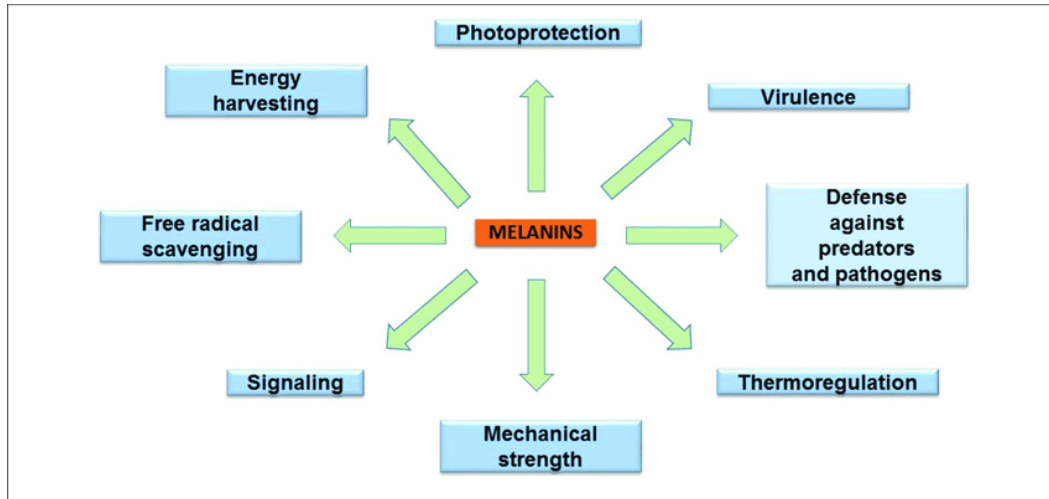 Photoprotection
Energy
harvesting
Virulence
Free radical
scavenging
MELANINS
Defense
against
predators
and pathogens
Signaling
Thermoregulation
Mechanical
strength